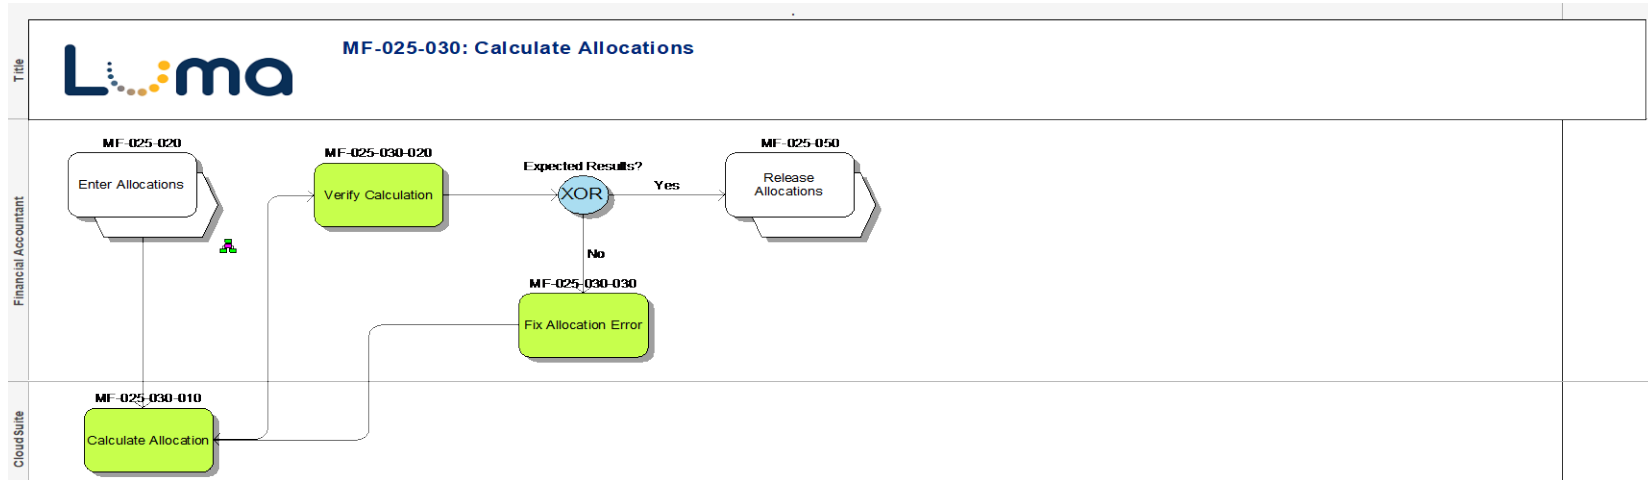 Title
Luma
MF-025-030: Calculate Allocations
Financial Accountant
MF-025-020
Enter Allocations
MF-025-030-020
Verify Calculation
Expected Results?
XOR
Yes
MF-025-050
Release
Allocations
No
MF-025-030-030
Fix Allocation Error
CloudSuite
MF-025-030-010
Calculate Allocation